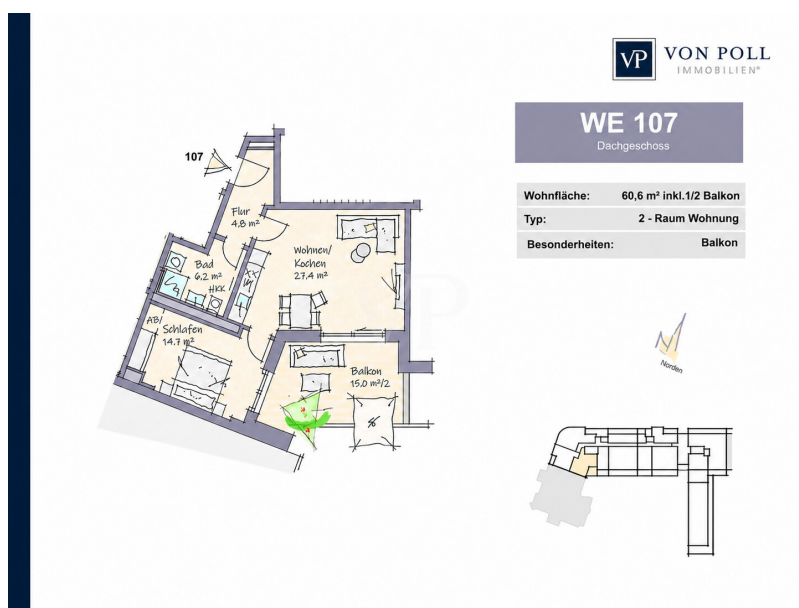 VP VON POLL
IMMOBILIEN®
WE 107
Dachgeschoss
Wohnfläche: 60,6 m² inkl.1/2 Balkon
Typ: 2 - Raum Wohnung
Besonderheiten: Balkon
107
Flur
4.8 m²
Wohnen/
Kochen
27.4 m²
Bad
6.2 m²
HKK
AB/
Schlafen
14.7 m²
Balkon
15.0 m²/2
VP
Norden